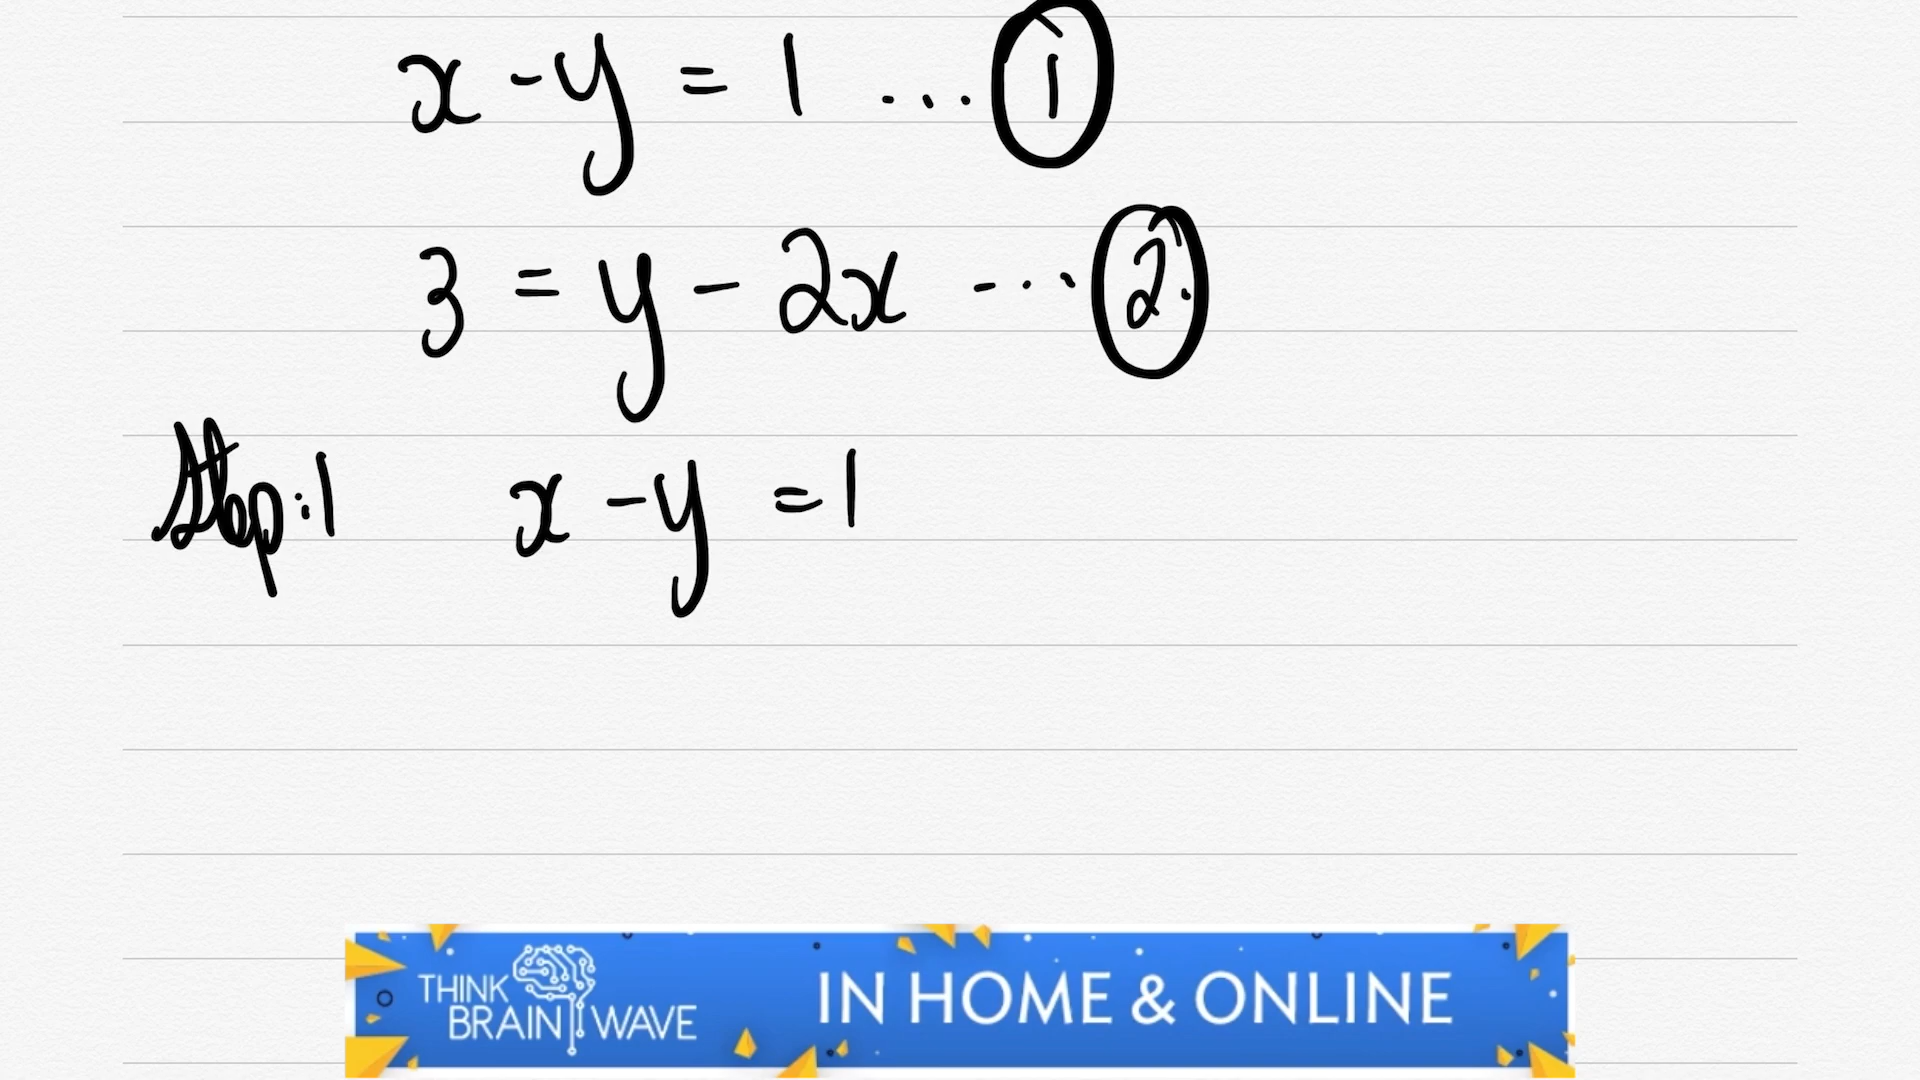 x - y = 1 ... ①
3 = y - 2x ... ②
Step: 1 x - y = 1
THINK BRAIN WAVE
IN HOME & ONLINE